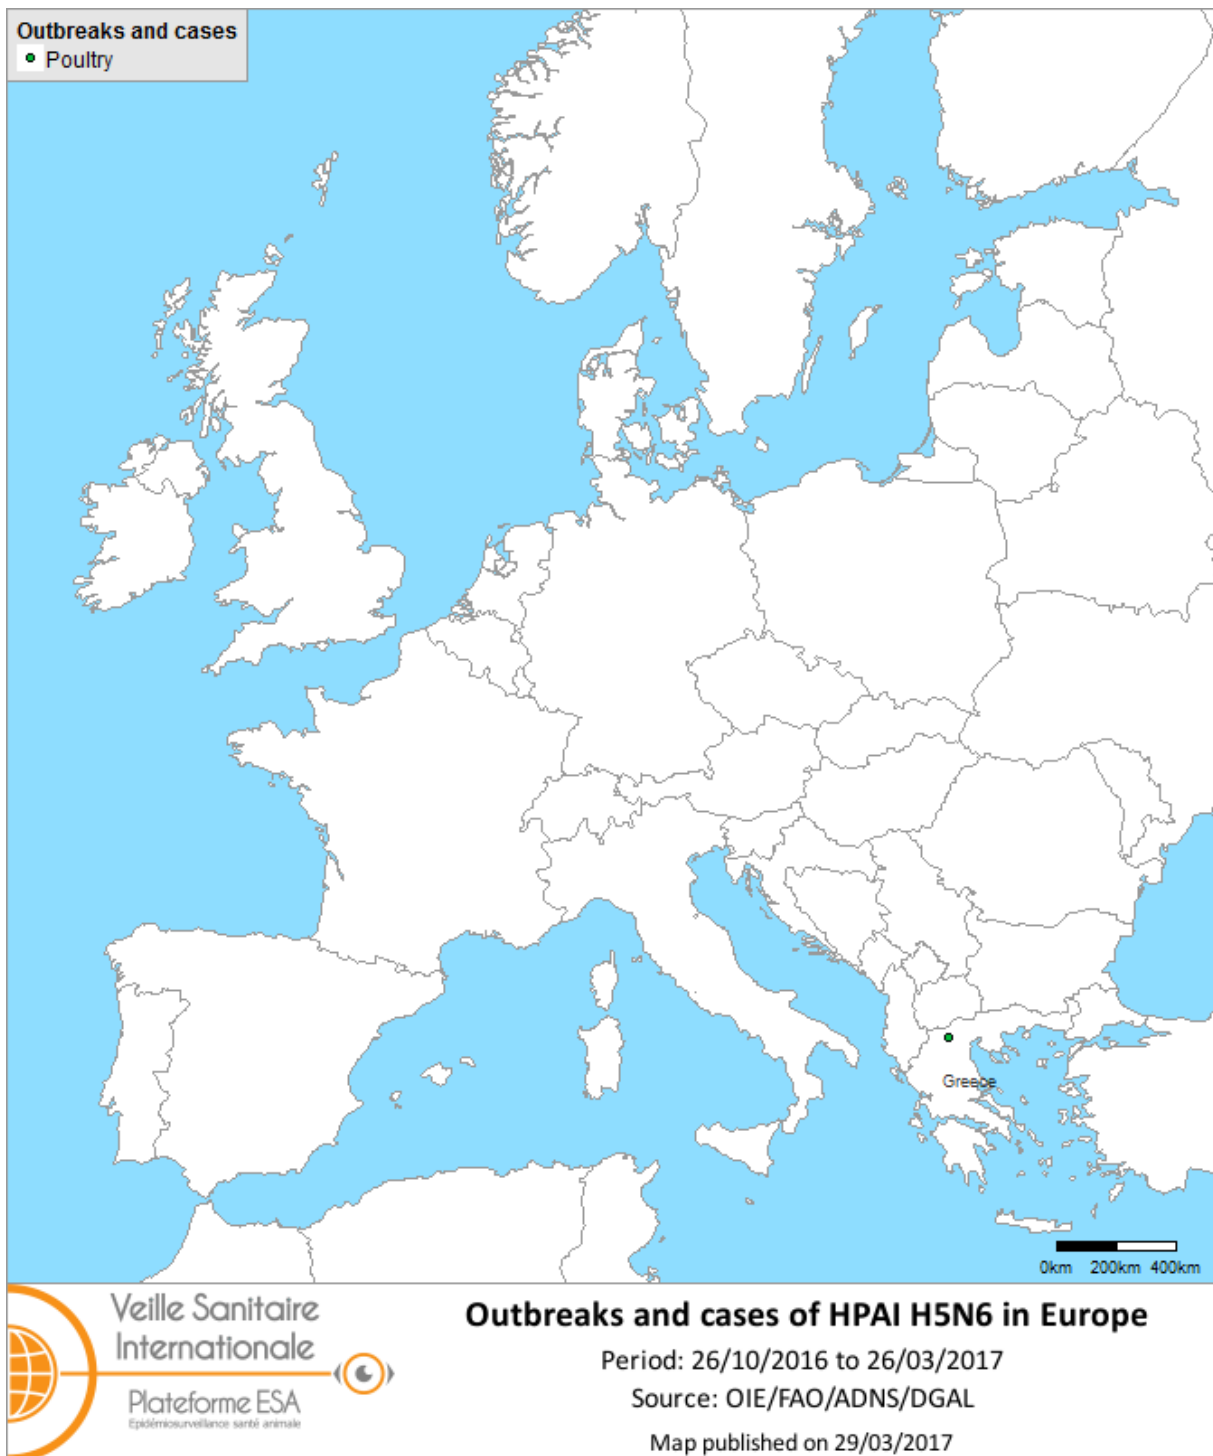 Outbreaks and cases
Poultry
Greece
0km 200km 400km
Veille Sanitaire
Internationale
Plateforme ESA
Epidémiosurveillance santé animale
Outbreaks and cases of HPAI H5N6 in Europe
Period: 26/10/2016 to 26/03/2017
Source: OIE/FAO/ADNS/DGAL
Map published on 29/03/2017